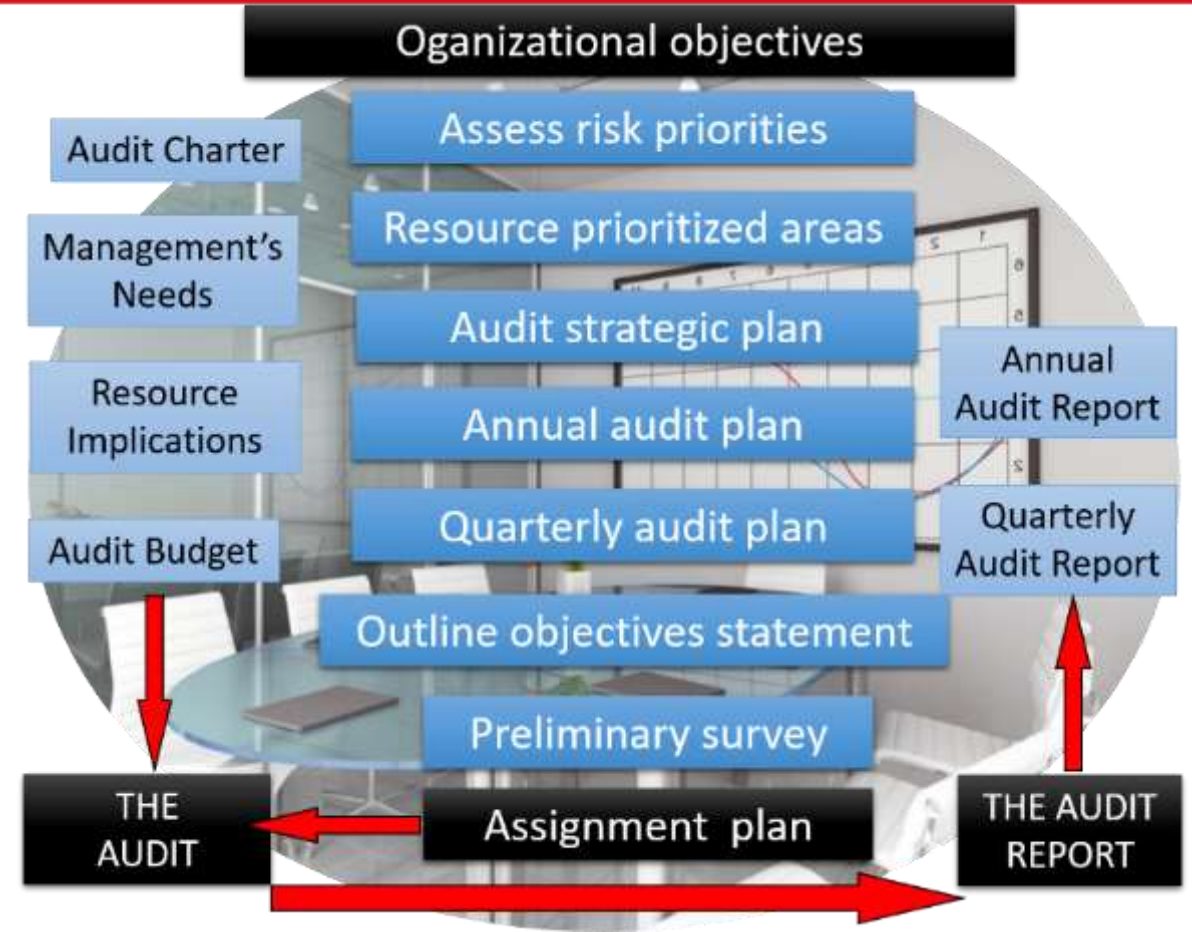 Oganizational objectives
Assess risk priorities
Resource prioritized areas
Audit strategic plan
Annual audit plan
Quarterly audit plan
Outline objectives statement
Preliminary survey
Assignment plan
Audit Charter
Management's
Needs
Resource
Implications
Audit Budget
THE
AUDIT
Annual
Audit Report
Quarterly
Audit Report
THE AUDIT
REPORT